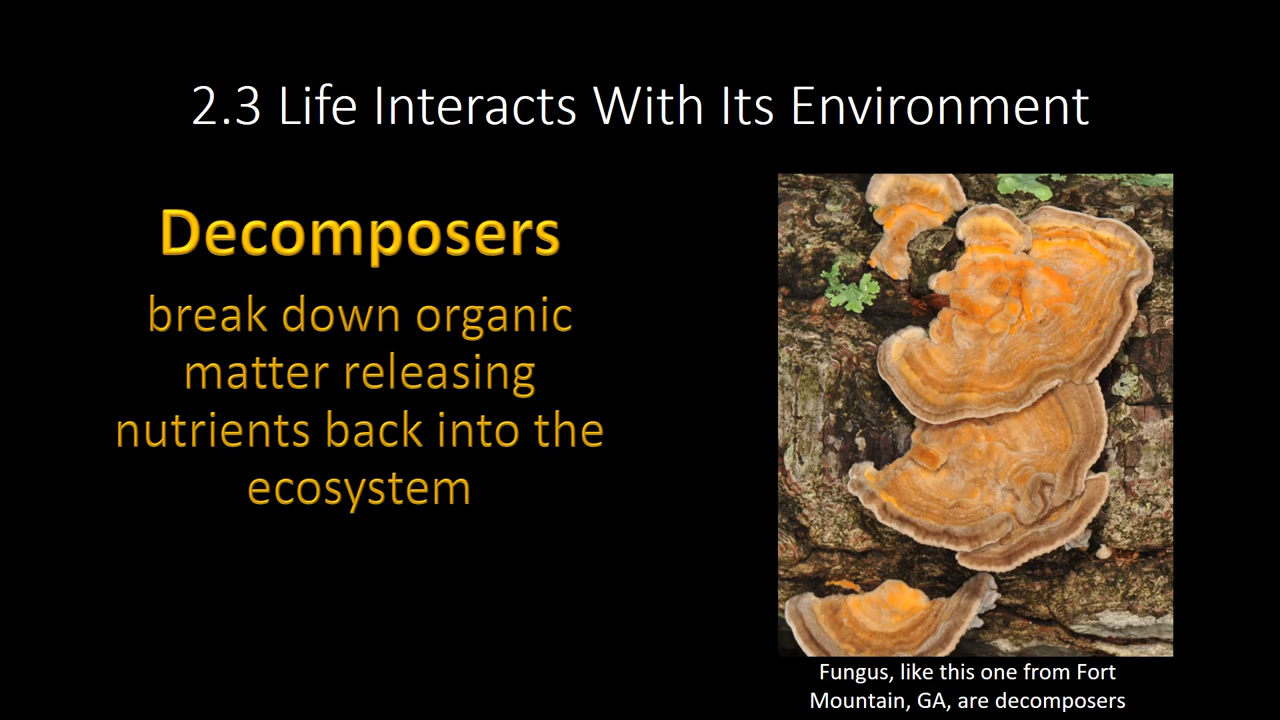 2.3 Life Interacts With Its Environment
Decomposers
break down organic
matter releasing
nutrients back into the
ecosystem
Fungus, like this one from Fort
Mountain, GA, are decomposers